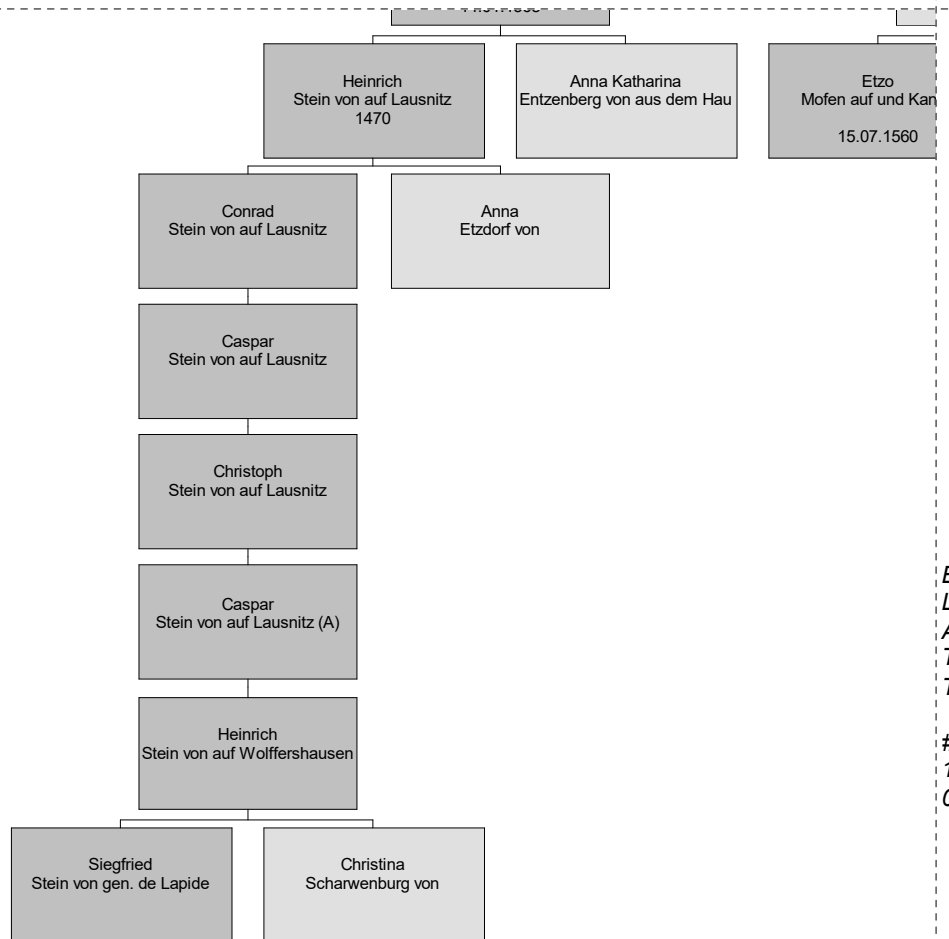 Heinrich
Stein von auf Lausnitz
1470
Anna Katharina
Entzenberg von aus dem Hau
Etzo
Mofen auf und Kan
15.07.1560
Conrad
Stein von auf Lausnitz
Anna
Etzdorf von
Caspar
Stein von auf Lausnitz
Christoph
Stein von auf Lausnitz
Caspar
Stein von auf Lausnitz (A)
Heinrich
Stein von auf Wolffershausen
Siegfried
Stein von gen. de Lapide
Christina
Scharwenburg von
#